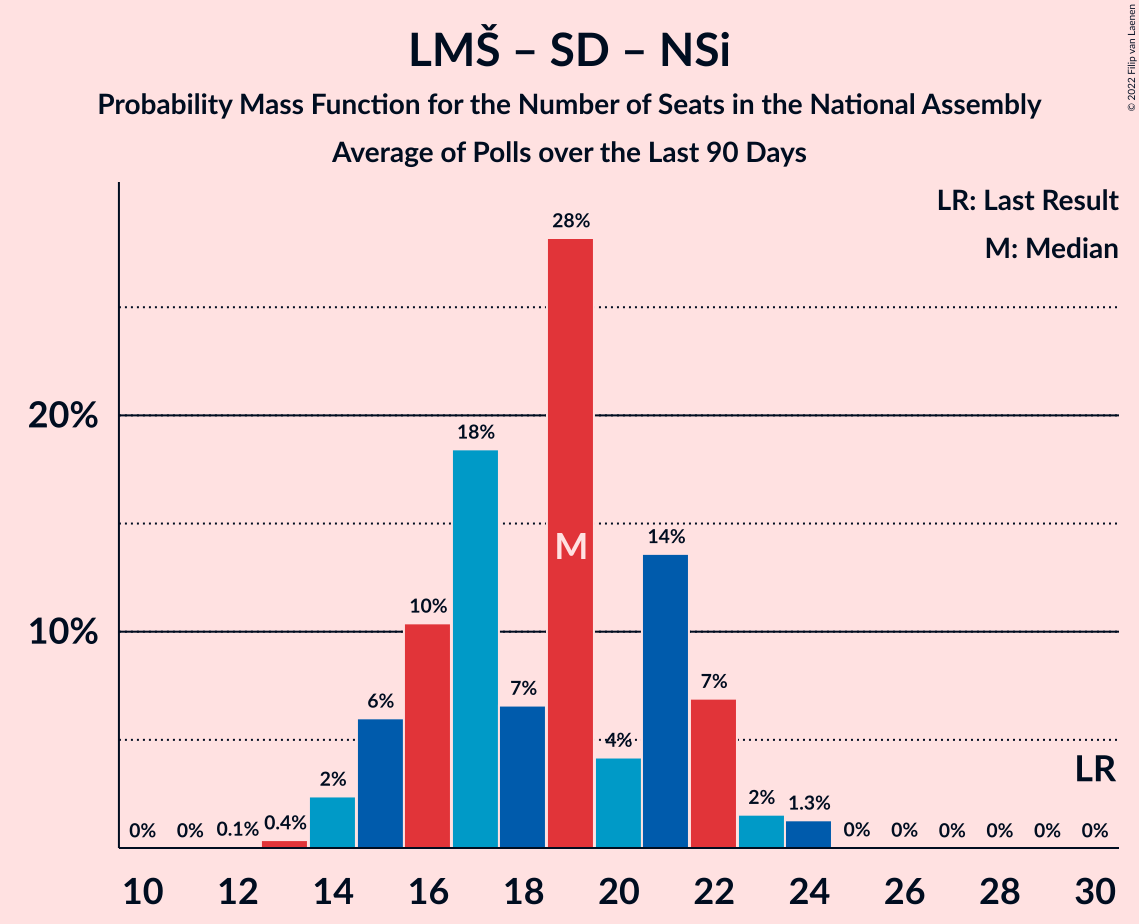 LMŠ – SD – NSi
Probability Mass Function for the Number of Seats in the National Assembly
Average of Polls over the Last 90 Days
© 2022 Filip van Laenen
LR: Last Result
M: Median
28%
20%
18%
M
14%
10%
10%
7%
7%
6%
4%
LR
2%
2%
1.3%
0% 0% 0.1% 0.4% 0% 0% 0% 0% 0% 0%
10 12 14 16 18 20 22 24 26 28 30